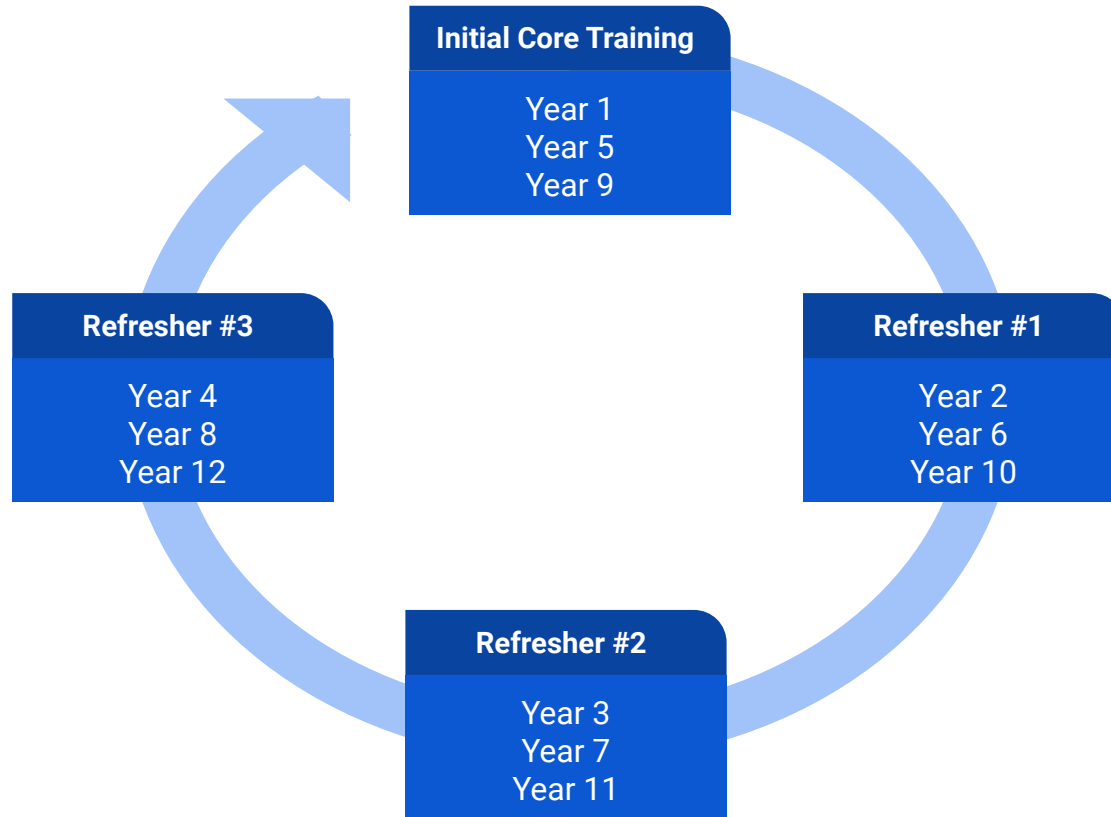 Initial Core Training
Year 1
Year 5
Year 9
Refresher #1
Year 2
Year 6
Year 10
Refresher #2
Year 3
Year 7
Year 11
Refresher #3
Year 4
Year 8
Year 12